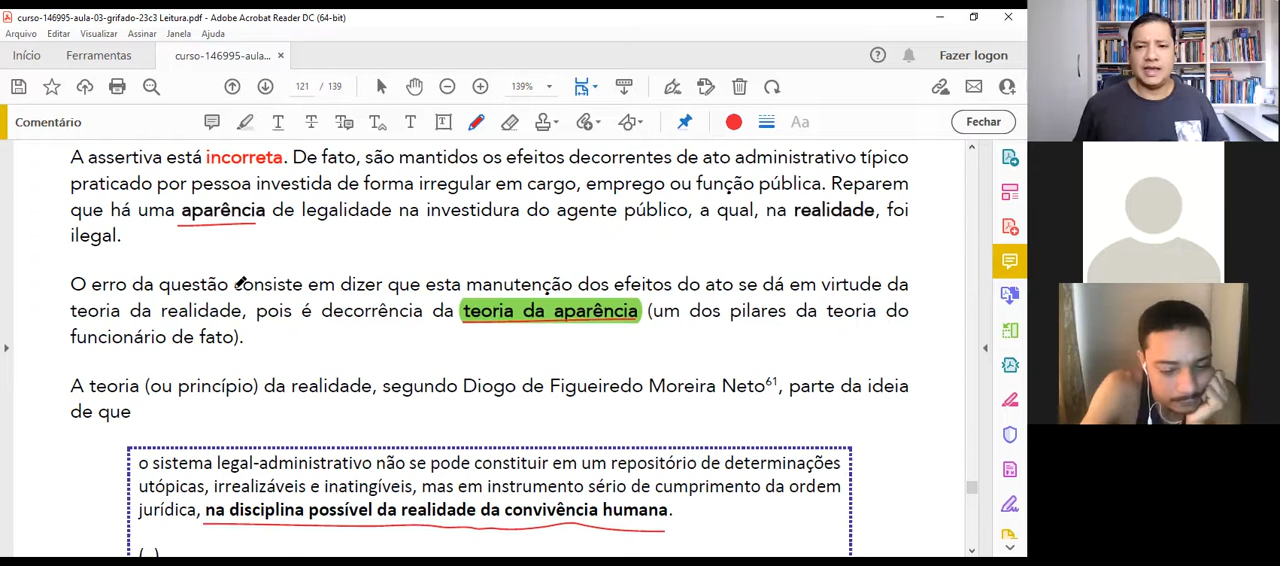 curso-146995-aula-03-grifado-23c3 Leitura.pdf - Adobe Acrobat Reader DC (64-bit)
Arquivo Editar Visualizar Assinar Janela Ajuda
Início Ferramentas curso-146995-aula... × Fazer logon
121 / 139 139%
Comentário Fechar
A assertiva está incorreta. De fato, são mantidos os efeitos decorrentes de ato administrativo típico
praticado por pessoa investida de forma irregular em cargo, emprego ou função pública. Reparem
que há uma aparência de legalidade na investidura do agente público, a qual, na realidade, foi
ilegal.
O erro da questão consiste em dizer que esta manutenção dos efeitos do ato se dá em virtude da
teoria da realidade, pois é decorrência da teoria da aparência (um dos pilares da teoria do
funcionário de fato).
A teoria (ou princípio) da realidade, segundo Diogo de Figueiredo Moreira Neto61, parte da ideia
de que
o sistema legal-administrativo não se pode constituir em um repositório de determinações
utópicas, irrealizáveis e inatingíveis, mas em instrumento sério de cumprimento da ordem
jurídica, na disciplina possível da realidade da convivência humana.